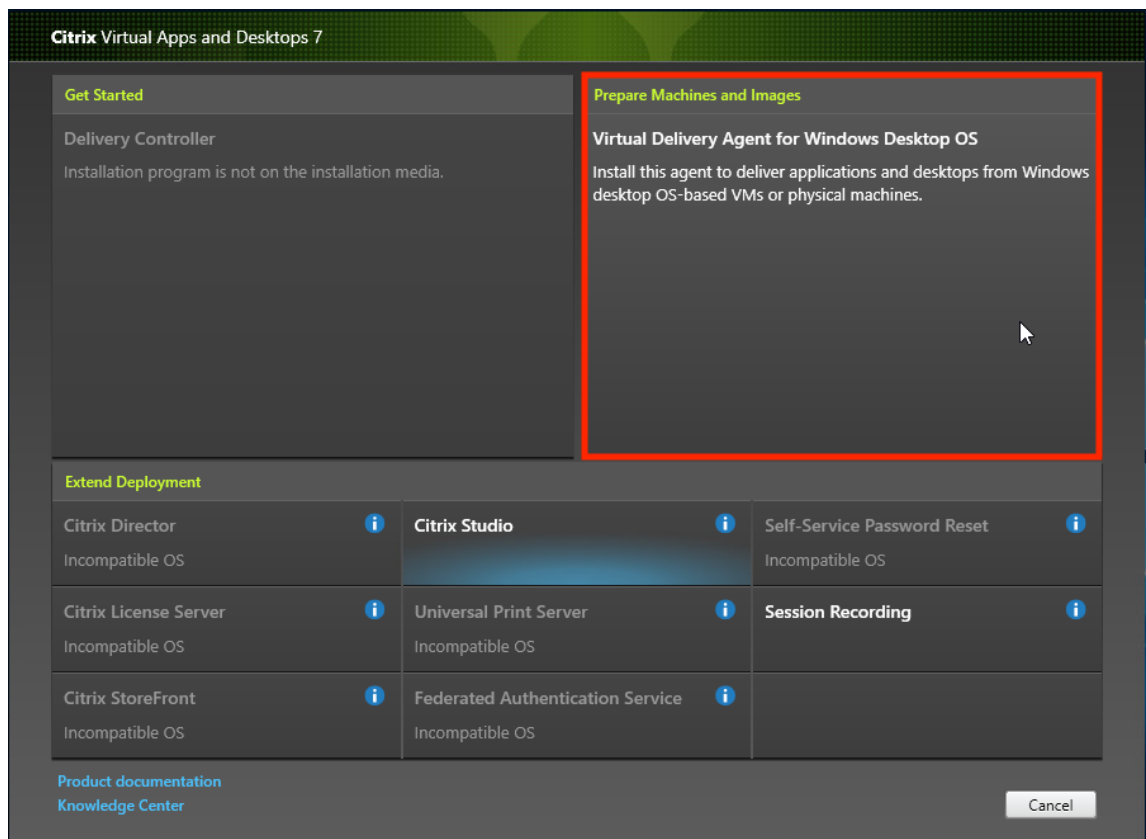 Citrix Virtual Apps and Desktops 7
Get Started
Delivery Controller
Installation program is not on the installation media.
Prepare Machines and Images
Virtual Delivery Agent for Windows Desktop OS
Install this agent to deliver applications and desktops from Windows
desktop OS-based VMs or physical machines.
Extend Deployment
Citrix Director
Incompatible OS
Citrix Studio
Self-Service Password Reset
Incompatible OS
Citrix License Server
Incompatible OS
Universal Print Server
Incompatible OS
Session Recording
Citrix StoreFront
Incompatible OS
Federated Authentication Service
Incompatible OS
Product documentation
Knowledge Center
Cancel